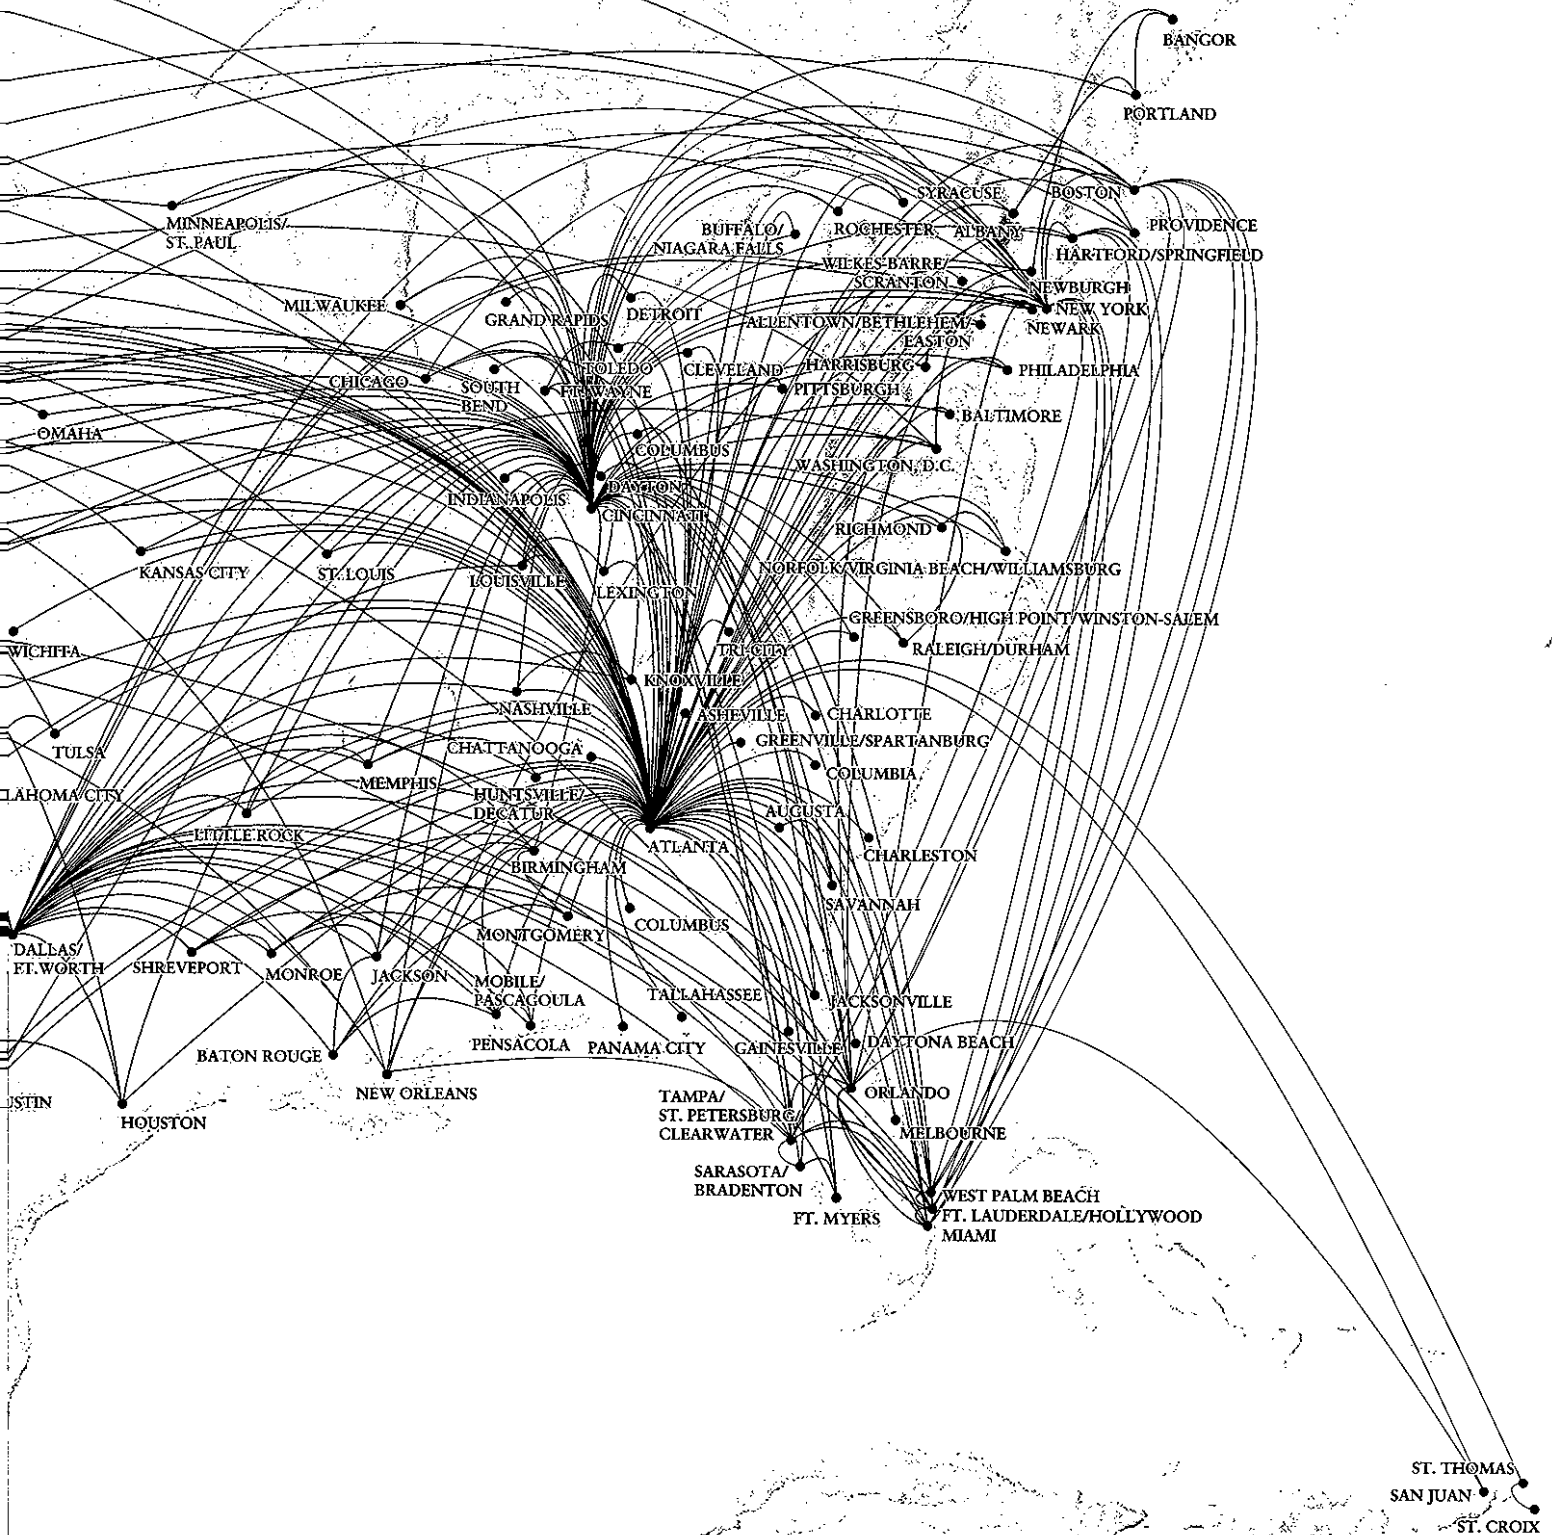 BANGOR
PORTLAND
SYRACUSE
BOSTON
MINNEAPOLIS/
ST. PAUL
BUFFALO/
NIAGARA FALLS
ROCHESTER
ALBANY
PROVIDENCE
HARTFORD/SPRINGFIELD
WILKES-BARRE/
SCRANTON
NEWBURGH
MILWAUKEE
GRAND RAPIDS
DETROIT
NEW YORK
NEWARK
ALLENTOWN/BETHLEHEM/
EASTON
TOLEDO
CLEVELAND
HARRISBURG
PHILADELPHIA
CHICAGO
SOUTH
BEND
FT. WAYNE
PITTSBURGH
OMAHA
BALTIMORE
COLUMBUS
WASHINGTON, D.C.
INDIANAPOLIS
DAYTON
CINCINNATI
RICHMOND
KANSAS CITY
ST. LOUIS
LOUISVILLE
LEXINGTON
NORFOLK/VIRGINIA BEACH/WILLIAMSBURG
GREENSBORO/HIGH POINT/WINSTON-SALEM
WICHITA
TRI-CITY
RALEIGH/DURHAM
KNOXVILLE
NASHVILLE
ASHEVILLE
CHARLOTTE
TULSA
CHATTANOOGA
GREENVILLE/SPARTANBURG
MEMPHIS
COLUMBIA
LAHOMA CITY
HUNTSVILLE/
DECATUR
AUGUSTA
LITTLE ROCK
ATLANTA
BIRMINGHAM
CHARLESTON
SAVANNAH
MONTGOMERY
COLUMBUS
DALLAS/
FT. WORTH
SHREVEPORT
MONROE
JACKSON
MOBILE/
PASCAGOULA
TALLAHASSEE
JACKSONVILLE
PENSACOLA
PANAMA CITY
GAINESVILLE
DAYTONA BEACH
BATON ROUGE
NEW ORLEANS
USTIN
HOUSTON
TAMPA/
ST. PETERSBURG/
CLEARWATER
ORLANDO
MELBOURNE
SARASOTA/
BRADENTON
FT. MYERS
WEST PALM BEACH
FT. LAUDERDALE/HOLLYWOOD
MIAMI
ST. THOMAS
SAN JUAN
ST. CROIX